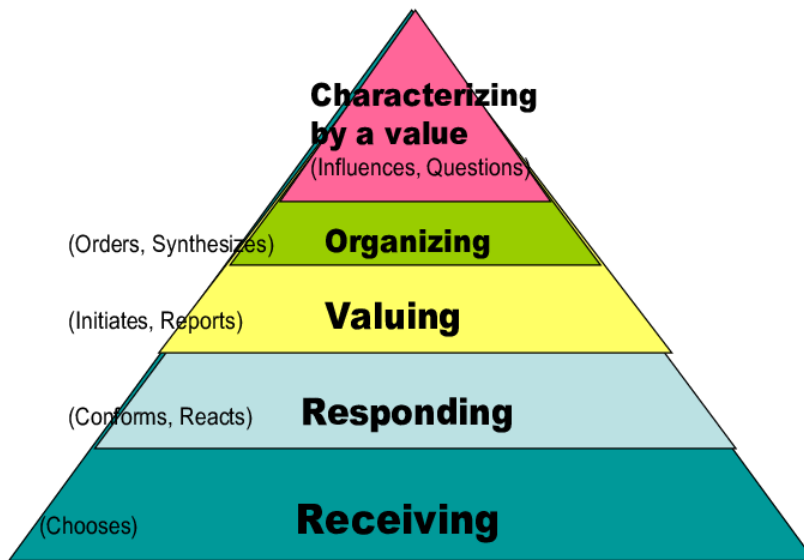 Characterizing
by a value
(Influences, Questions)
(Orders, Synthesizes) Organizing
(Initiates, Reports) Valuing
(Conforms, Reacts) Responding
(Chooses) Receiving